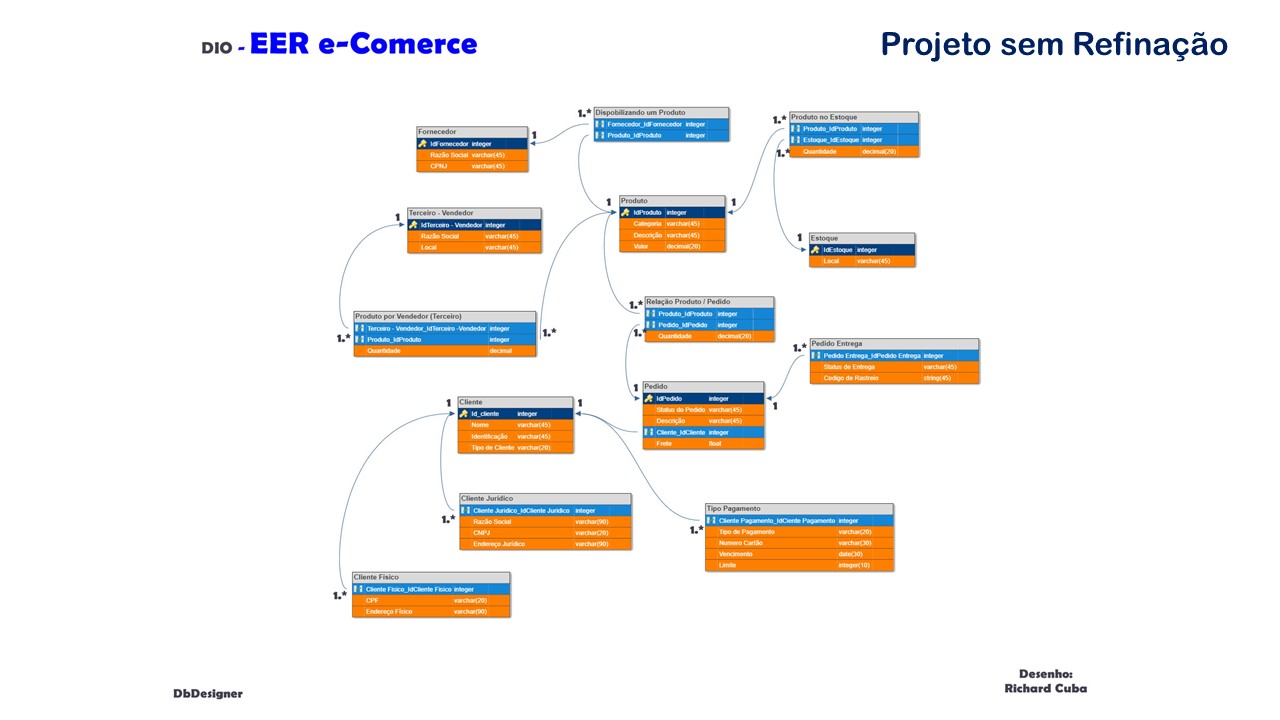 DIO - EER e-Comerce
Projeto sem Refinação
Dispobilizando um Produto
Fornecedor_IdFornecedor integer
Produto_IdProduto integer
1.*
Produto no Estoque
Produto_IdProduto integer
Estoque_IdEstoque integer
Quantidade decimal(20)
1.*
1.*
Fornecedor
IdFornecedor integer
Razão Social varchar(45)
CPNJ varchar(45)
1
Produto
IdProduto integer
Categoria varchar(45)
Descrição varchar(45)
Valor decimal(20)
1
1
Terceiro - Vendedor
IdTerceiro - Vendedor integer
Razão Social varchar(45)
Local varchar(45)
1
Estoque
IdEstoque integer
Local varchar(45)
1
Relação Produto / Pedido
Produto_IdProduto integer
Pedido_IdPedido integer
Quantidade decimal(20)
1.*
1.*
Produto por Vendedor (Terceiro)
Terceiro - Vendedor_IdTerceiro -Vendedor integer
Produto_IdProduto integer
Quantidade decimal
1.*
1.*
Pedido Entrega
Pedido Entrega_IdPedido Entrega integer
Status de Entrega varchar(45)
Codigo de Rastreio string(45)
1.*
Pedido
IdPedido integer
Status do Pedido varchar(45)
Descrição varchar(45)
Cliente_IdCliente integer
Frete float
1
1
Cliente
Id_cliente integer
Nome varchar(45)
Identificação varchar(45)
Tipo de Cliente varchar(20)
1
1
Cliente Jurídico
Cliente Jurídico_IdCliente Jurídico integer
Razão Social varchar(90)
CNPJ varchar(20)
Endereço Jurídico varchar(90)
1.*
Tipo Pagamento
Cliente Pagamento_IdCiente Pagamento integer
Tipo de Pagamento varchar(20)
Numero Cartão varchar(30)
Vencimento date(30)
Limite integer(10)
1.*
Cliente Físico
Cliente Físico_IdCliente Físico integer
CPF varchar(20)
Endereço Físico varchar(90)
1.*
DbDesigner
Desenho:
Richard Cuba